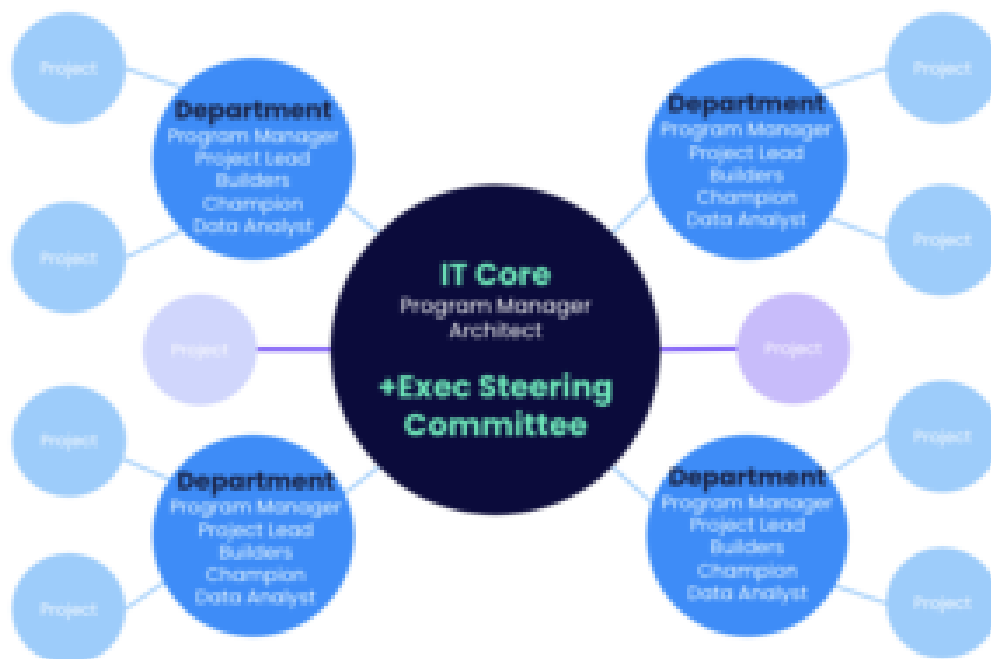 Project
Department
Program Manager
Project Lead
Builders
Champion
Data Analyst
Project
Department
Program Manager
Project Lead
Builders
Champion
Data Analyst
Project
Project
IT Core
Program Manager
Architect
+Exec Steering
Committee
Project
Project
Project
Department
Program Manager
Project Lead
Builders
Champion
Data Analyst
Project
Department
Program Manager
Project Lead
Builders
Champion
Data Analyst
Project
Project
Project